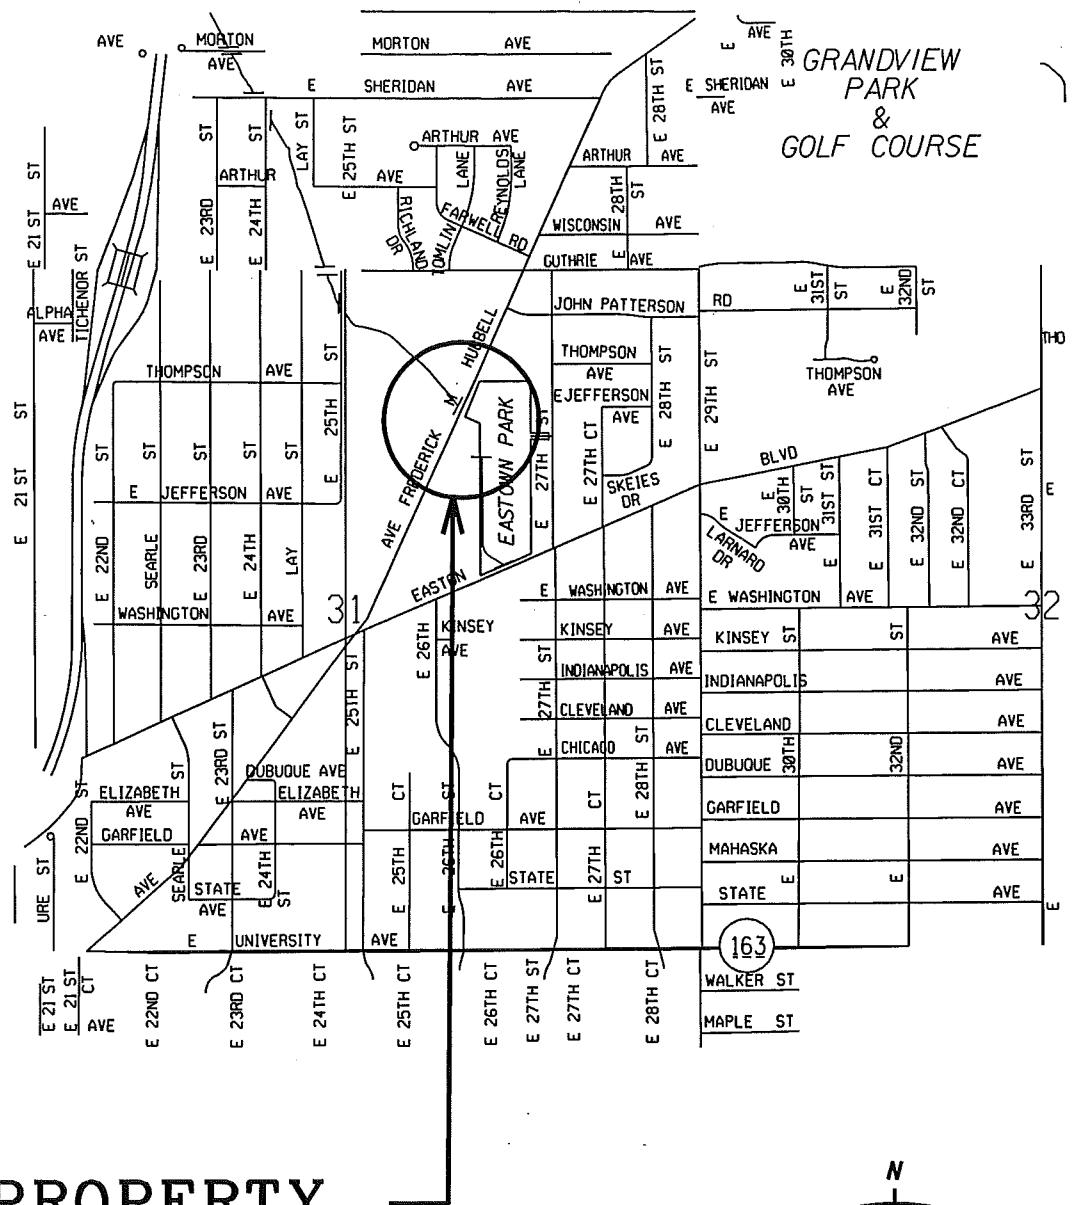 AVE
MORTON
AVE
MORTON AVE
AVE
E 30TH
E
GRANDVIEW
PARK
&
GOLF COURSE
E SHERIDAN AVE
E SHERIDAN
AVE
E 28TH ST
E 21 ST ST
AVE
E 23RD ST
E 24TH ST
ARTHUR
LAY ST
E 25TH ST
AVE
ARTHUR AVE
RICHLAND
DR
TOMLIN
LANE
REYNOLDS
LANE
FARWELL RD
ARTHUR AVE
E 28TH ST
WISCONSIN AVE
GUTHRIE AVE
TICHENOR ST
ALPHA
AVE
JOHN PATTERSON RD
E 31ST ST
E 32ND ST
THO
HUBBELL
THOMPSON AVE
THOMPSON
AVE
THOMPSON
AVE
E JEFFERSON
AVE
E 28TH ST
E 29TH ST
E 21 ST ST
E 25TH ST
M
AVE FREDERICK
EASTOWN PARK
E 27TH ST
E 27TH CT
SKEIES
DR
BLVD
E 22ND ST
SEARLE ST
E 23RD ST
E 24TH ST
LAY ST
E JEFFERSON AVE
E 30TH ST
E 31ST ST
E 31ST CT
E 32ND ST
E 32ND CT
E 33RD ST
E
E JEFFERSON
AVE
LARNARD
DR
EASTON
WASHINGTON AVE
31
E WASHINGTON AVE
E WASHINGTON AVE
32
E 26TH
KINSEY
AVE
KINSEY AVE
KINSEY AVE
E 25TH ST
E 27TH ST
INDIANAPOLIS AVE
INDIANAPOLIS AVE
CLEVELAND AVE
CLEVELAND AVE
E 30TH ST
E 32ND ST
E 23RD ST
CHICAGO AVE
E 28TH ST
DUBUQUE AVE
DUBUQUE AVE
E 22ND ST
ELIZABETH
AVE
ELIZABETH
AVE
SEARLE ST
GARFIELD AVE
GARFIELD AVE
GARFIELD AVE
E 25TH CT
E 26TH ST
E 26TH CT
E 27TH CT
MAHASKA AVE
URE ST
AVE
STATE
AVE
E 24TH
ST
STATE ST
STATE AVE
E
E UNIVERSITY AVE
163
E 21 ST
E 21 ST CT
AVE
E 22ND CT
E 23RD CT
E 24TH CT
E 25TH CT
E 26TH CT
E 27TH ST
E 27TH CT
E 28TH CT
WALKER ST
MAPLE ST
PROPERTY
N